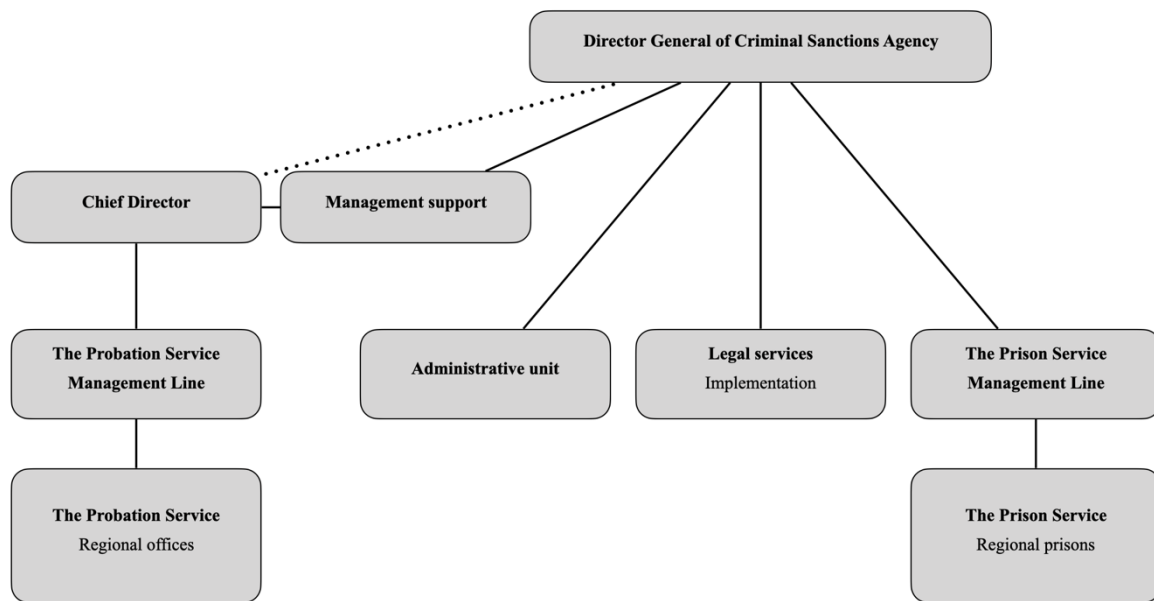 Director General of Criminal Sanctions Agency
Chief Director
Management support
The Probation Service
Management Line
Administrative unit
Legal services
Implementation
The Prison Service
Management Line
The Probation Service
Regional offices
The Prison Service
Regional prisons